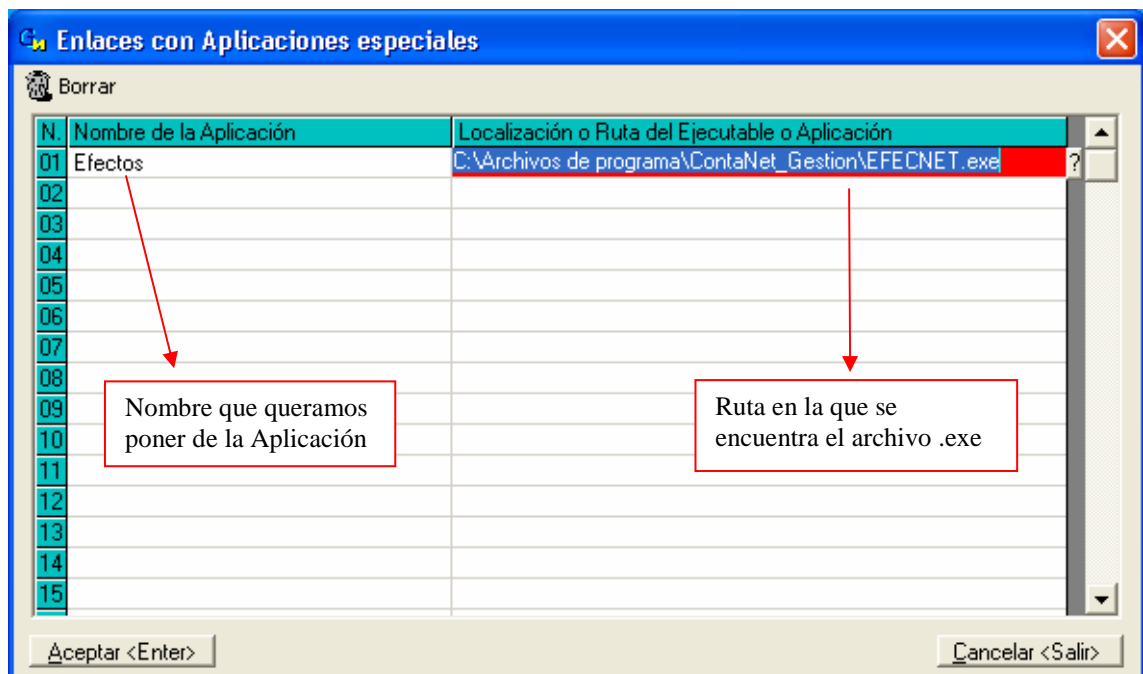 GN Enlaces con Aplicaciones especiales
Borrar
N. Nombre de la Aplicación Localización o Ruta del Ejecutable o Aplicación
01 Efectos C:\Archivos de programa\ContaNet_Gestion\EFECNET.exe ?
02
03
04
05
06
07
08
09
10
11
12
13
14
15
Nombre que queramos
poner de la Aplicación
Ruta en la que se
encuentra el archivo .exe
Aceptar <Enter> Cancelar <Salir>